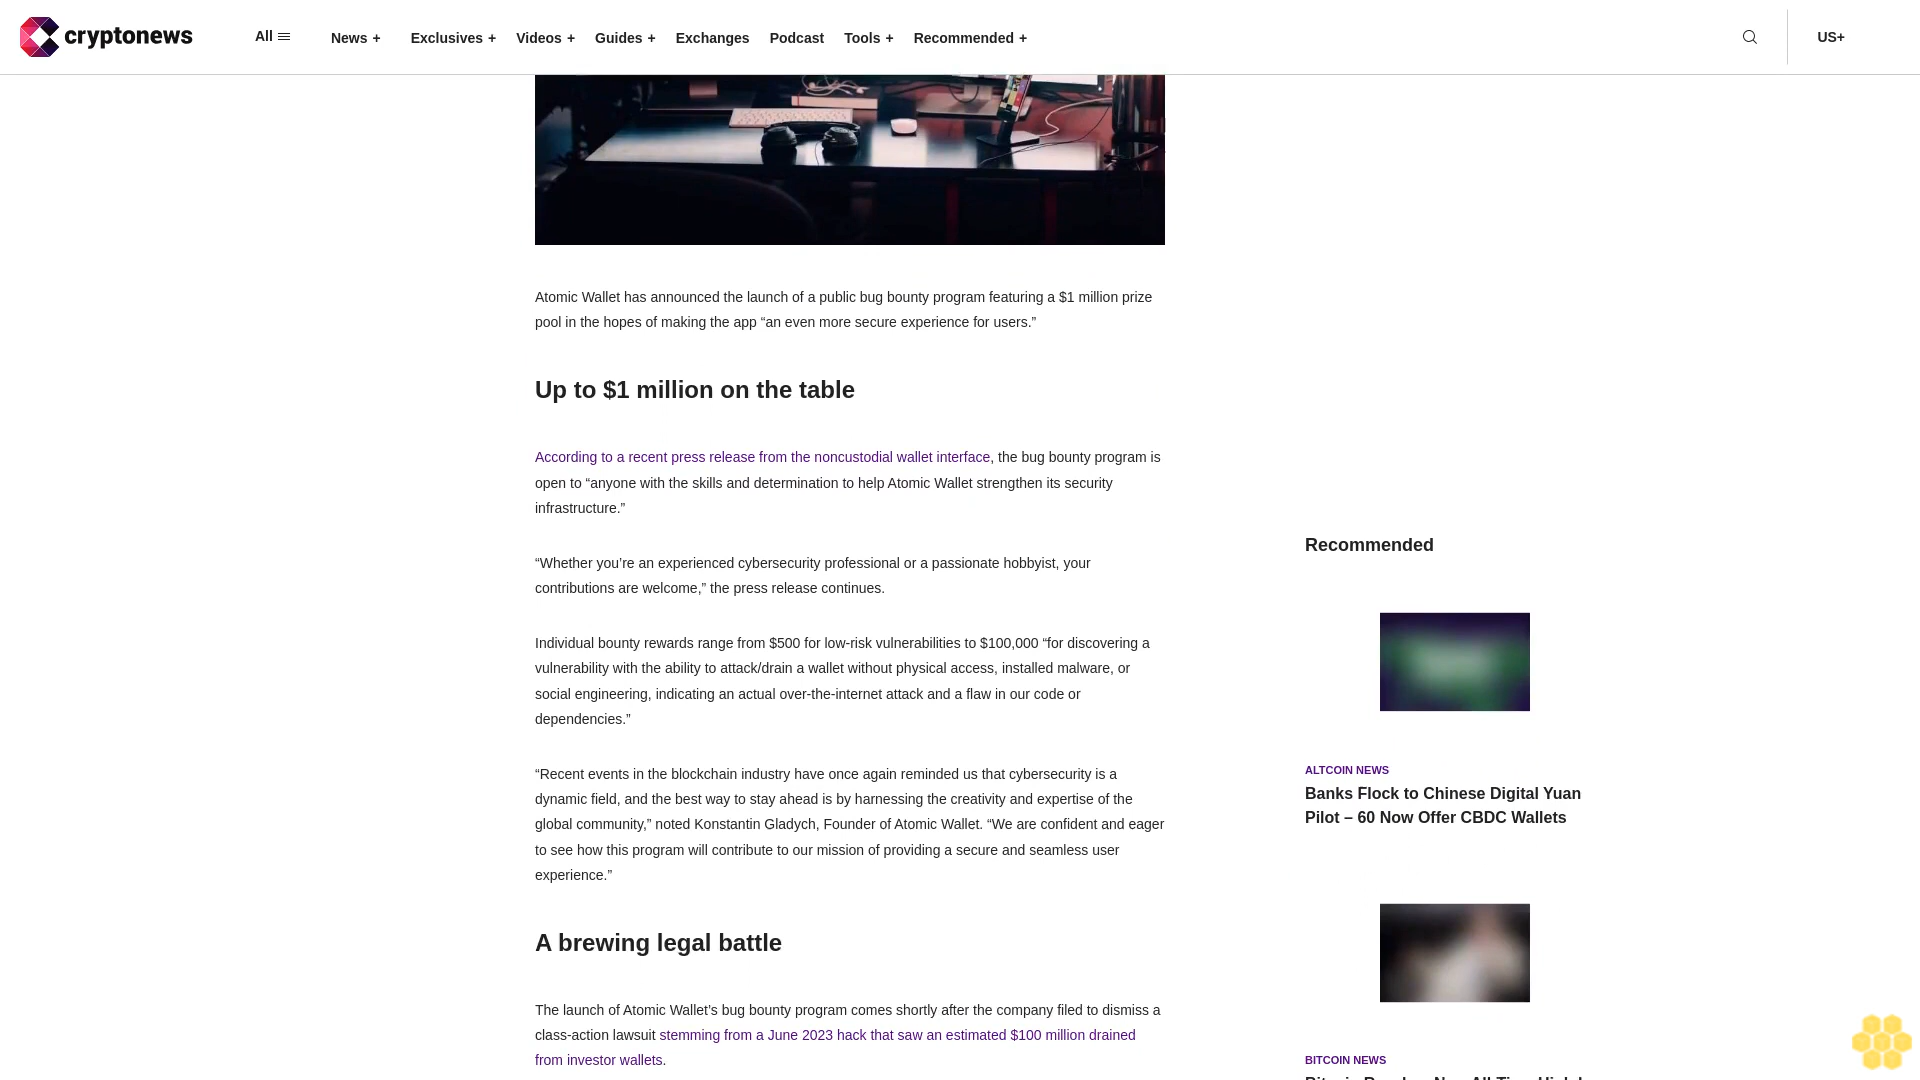 cryptonews
All
News +
Exclusives +
Videos +
Guides +
Exchanges
Podcast
Tools +
Recommended +
US+
Atomic Wallet has announced the launch of a public bug bounty program featuring a $1 million prize
pool in the hopes of making the app “an even more secure experience for users.”
Up to $1 million on the table
According to a recent press release from the noncustodial wallet interface, the bug bounty program is
open to “anyone with the skills and determination to help Atomic Wallet strengthen its security
infrastructure.”
“Whether you’re an experienced cybersecurity professional or a passionate hobbyist, your
contributions are welcome,” the press release continues.
Individual bounty rewards range from $500 for low-risk vulnerabilities to $100,000 “for discovering a
vulnerability with the ability to attack/drain a wallet without physical access, installed malware, or
social engineering, indicating an actual over-the-internet attack and a flaw in our code or
dependencies.”
“Recent events in the blockchain industry have once again reminded us that cybersecurity is a
dynamic field, and the best way to stay ahead is by harnessing the creativity and expertise of the
global community,” noted Konstantin Gladych, Founder of Atomic Wallet. “We are confident and eager
to see how this program will contribute to our mission of providing a secure and seamless user
experience.”
A brewing legal battle
The launch of Atomic Wallet’s bug bounty program comes shortly after the company filed to dismiss a
class-action lawsuit stemming from a June 2023 hack that saw an estimated $100 million drained
from investor wallets.
Recommended
ALTCOIN NEWS
Banks Flock to Chinese Digital Yuan
Pilot – 60 Now Offer CBDC Wallets
BITCOIN NEWS